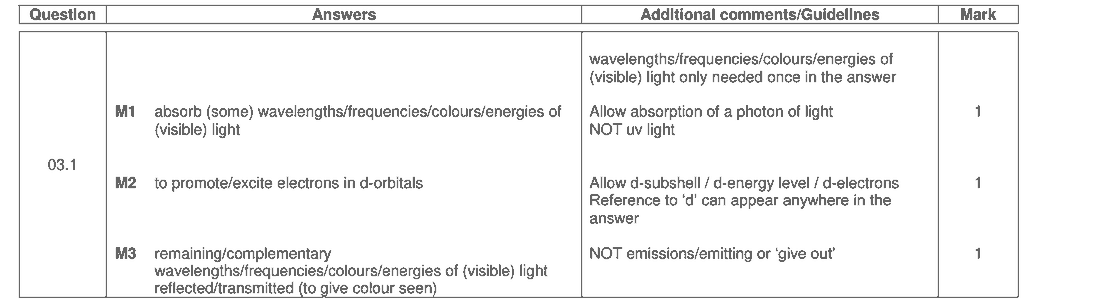 Question Answers Additional comments/Guidelines Mark
wavelengths/frequencies/colours/energies of
(visible) light only needed once in the answer
M1 absorb (some) wavelengths/frequencies/colours/energies of Allow absorption of a photon of light 1
(visible) light NOT uv light
03.1
M2 to promote/excite electrons in d-orbitals Allow d-subshell / d-energy level / d-electrons 1
Reference to ‘d’ can appear anywhere in the
answer
M3 remaining/complementary NOT emissions/emitting or ‘give out’ 1
wavelengths/frequencies/colours/energies of (visible) light
reflected/transmitted (to give colour seen)